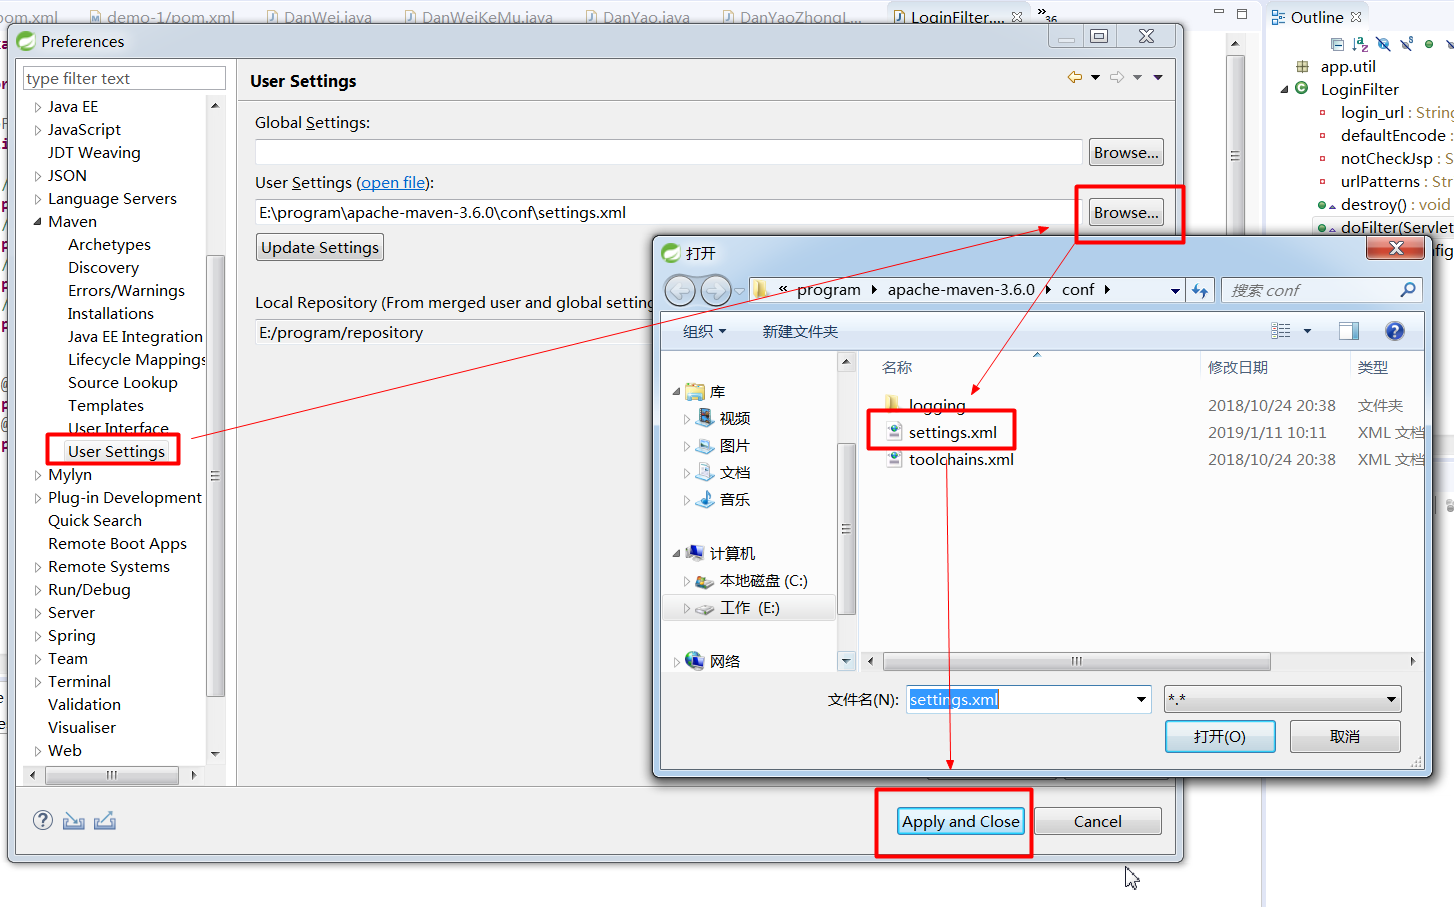 pom.xml
demo-1/pom.xml
DanWei.java
DanWeiKeMu.java
DanYao.java
DanYaoZhongL...
LoginFilter....
»36
Outline
Preferences
type filter text
Java EE
JavaScript
JDT Weaving
JSON
Language Servers
Maven
Archetypes
Discovery
Errors/Warnings
Installations
Java EE Integration
Lifecycle Mappings
Source Lookup
Templates
User Interface
User Settings
Mylyn
Plug-in Development
Quick Search
Remote Boot Apps
Remote Systems
Run/Debug
Server
Spring
Team
Terminal
Validation
Visualiser
Web
User Settings
Global Settings:
Browse...
User Settings (open file):
E:\program\apache-maven-3.6.0\conf\settings.xml
Browse...
Update Settings
Local Repository (From merged user and global setting
E:/program/repository
Apply and Close
Cancel
打开
« program apache-maven-3.6.0 conf
搜索 conf
组织
新建文件夹
库
视频
图片
文档
音乐
计算机
本地磁盘 (C:)
工作 (E:)
网络
名称
修改日期
类型
logging
2018/10/24 20:38
文件夹
settings.xml
2019/1/11 10:11
XML 文档
toolchains.xml
2018/10/24 20:38
XML 文档
文件名(N):
settings.xml
*.*
打开(O)
取消
app.util
LoginFilter
login_url : String
defaultEncode :
notCheckJsp : S
urlPatterns : Str
destroy() : void
doFilter(Servlet
nfig